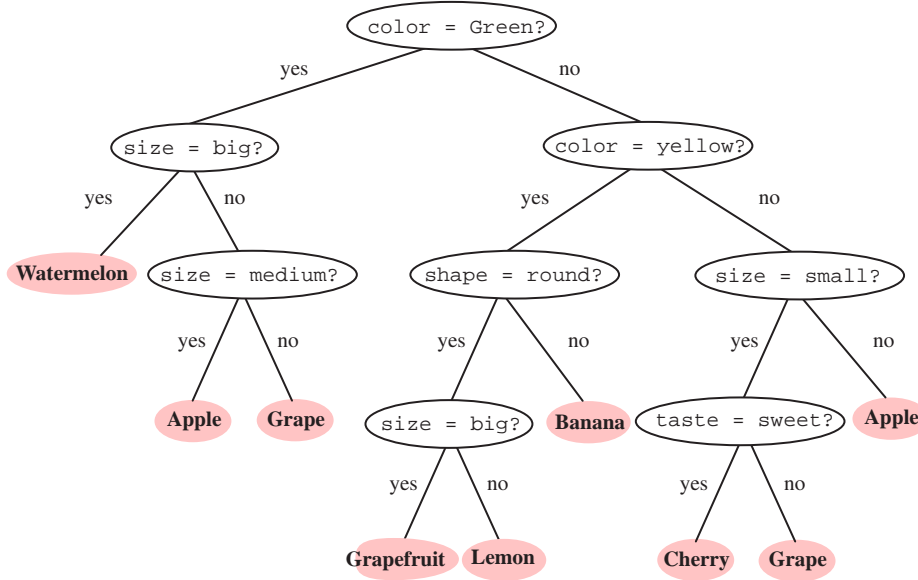 color = Green?
yes
no
size = big?
color = yellow?
yes
no
yes
no
Watermelon
size = medium?
shape = round?
size = small?
yes
no
yes
no
yes
no
Apple
Grape
size = big?
Banana
taste = sweet?
Apple
yes
no
yes
no
Grapefruit
Lemon
Cherry
Grape